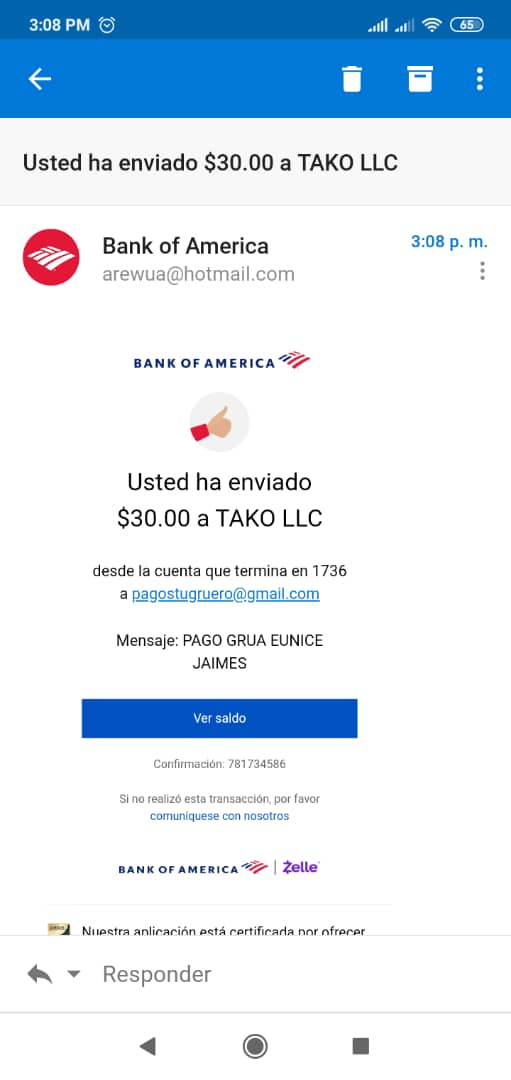 3:08 PM
65
Usted ha enviado $30.00 a TAKO LLC
Bank of America
3:08 p. m.
arewua@hotmail.com
BANK OF AMERICA
Usted ha enviado
$30.00 a TAKO LLC
desde la cuenta que termina en 1736
a pagostugruero@gmail.com
Mensaje: PAGO GRUA EUNICE
JAIMES
Ver saldo
Confirmación: 781734586
Si no realizó esta transacción, por favor
comuníquese con nosotros
BANK OF AMERICA | Zelle
Nuestra aplicación está certificada por ofrecer
Responder